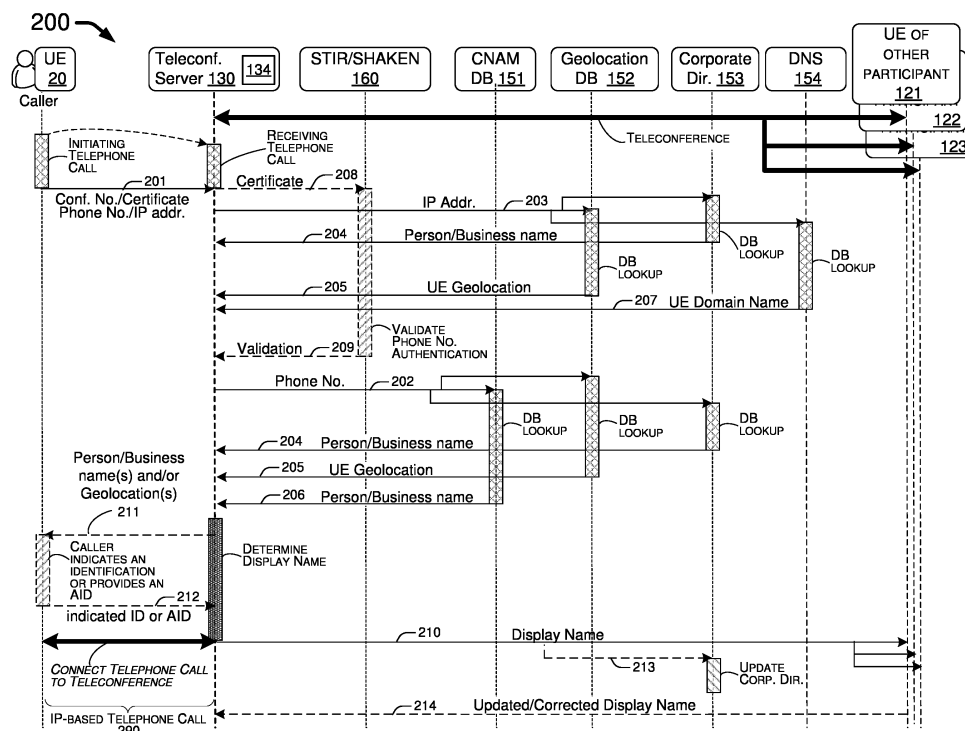 200
UE
20
Caller
Teleconf.
Server 130
134
STIR/SHAKEN
160
CNAM
DB 151
Geolocation
DB 152
Corporate
Dir. 153
DNS
154
UE OF
OTHER
PARTICIPANT
121
122
123
TELECONFERENCE
INITIATING
TELEPHONE
CALL
RECEIVING
TELEPHONE
CALL
201
Conf. No./Certificate
Phone No./IP addr.
Certificate
208
IP Addr.
203
204
Person/Business name
DB
LOOKUP
DB
LOOKUP
DB
LOOKUP
205
UE Geolocation
207
UE Domain Name
VALIDATE
PHONE NO.
AUTHENTICATION
Validation
209
Phone No.
202
DB
LOOKUP
DB
LOOKUP
DB
LOOKUP
204
Person/Business name
205
UE Geolocation
206
Person/Business name
Person/Business
name(s) and/or
Geolocation(s)
211
CALLER
INDICATES AN
IDENTIFICATION
OR PROVIDES AN
AID
212
indicated ID or AID
DETERMINE
DISPLAY NAME
210
Display Name
CONNECT TELEPHONE CALL
TO TELECONFERENCE
213
UPDATE
CORP. DIR.
214
Updated/Corrected Display Name
IP-BASED TELEPHONE CALL